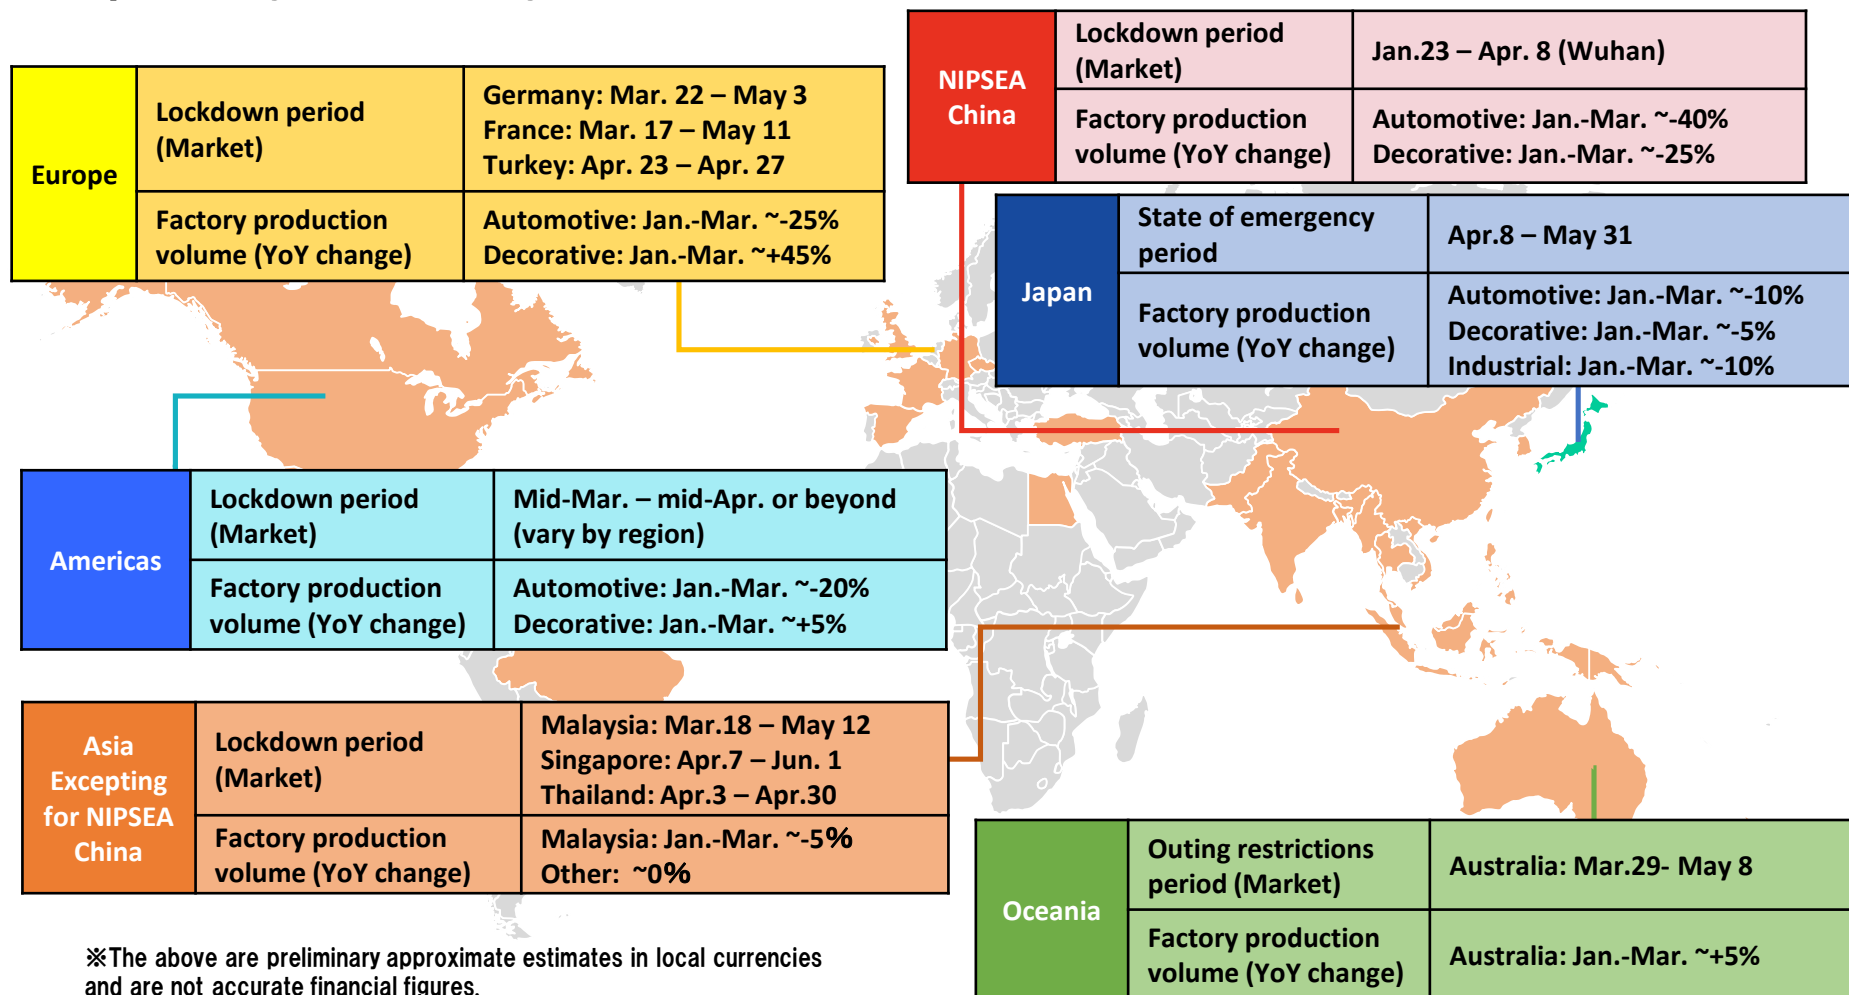 NIPSEA
China
Lockdown period
(Market)
Jan.23 – Apr. 8 (Wuhan)
Factory production
volume (YoY change)
Automotive: Jan.-Mar. ~-40%
Decorative: Jan.-Mar. ~-25%
Europe
Lockdown period
(Market)
Germany: Mar. 22 – May 3
France: Mar. 17 – May 11
Turkey: Apr. 23 – Apr. 27
Factory production
volume (YoY change)
Automotive: Jan.-Mar. ~-25%
Decorative: Jan.-Mar. ~+45%
Japan
State of emergency
period
Apr.8 – May 31
Factory production
volume (YoY change)
Automotive: Jan.-Mar. ~-10%
Decorative: Jan.-Mar. ~-5%
Industrial: Jan.-Mar. ~-10%
Americas
Lockdown period
(Market)
Mid-Mar. – mid-Apr. or beyond
(vary by region)
Factory production
volume (YoY change)
Automotive: Jan.-Mar. ~-20%
Decorative: Jan.-Mar. ~+5%
Asia
Excepting
for NIPSEA
China
Lockdown period
(Market)
Malaysia: Mar.18 – May 12
Singapore: Apr.7 – Jun. 1
Thailand: Apr.3 – Apr.30
Factory production
volume (YoY change)
Malaysia: Jan.-Mar. ~-5%
Other: ~0%
Oceania
Outing restrictions
period (Market)
Australia: Mar.29- May 8
Factory production
volume (YoY change)
Australia: Jan.-Mar. ~+5%
※The above are preliminary approximate estimates in local currencies
and are not accurate financial figures.